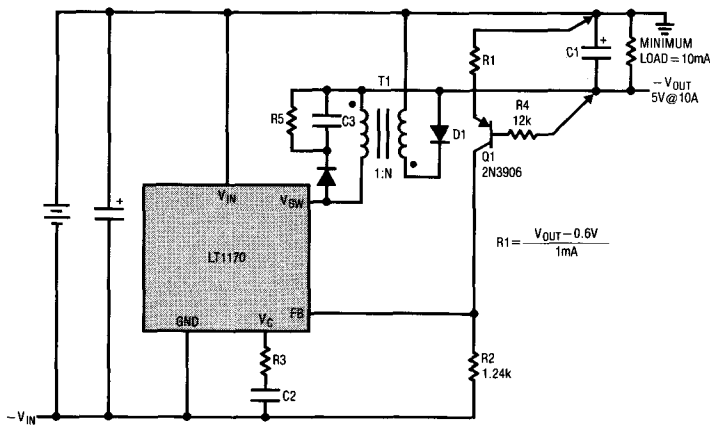 C1
+
MINIMUM
LOAD = 10mA
R1
T1
−VOUT
5V@10A
R5
C3
R4
12k
D1
Q1
2N3906
1:N
+
VIN
VSW
R1 = VOUT − 0.6V
1mA
LT1170
GND
VC
FB
R3
R2
1.24k
C2
−VIN